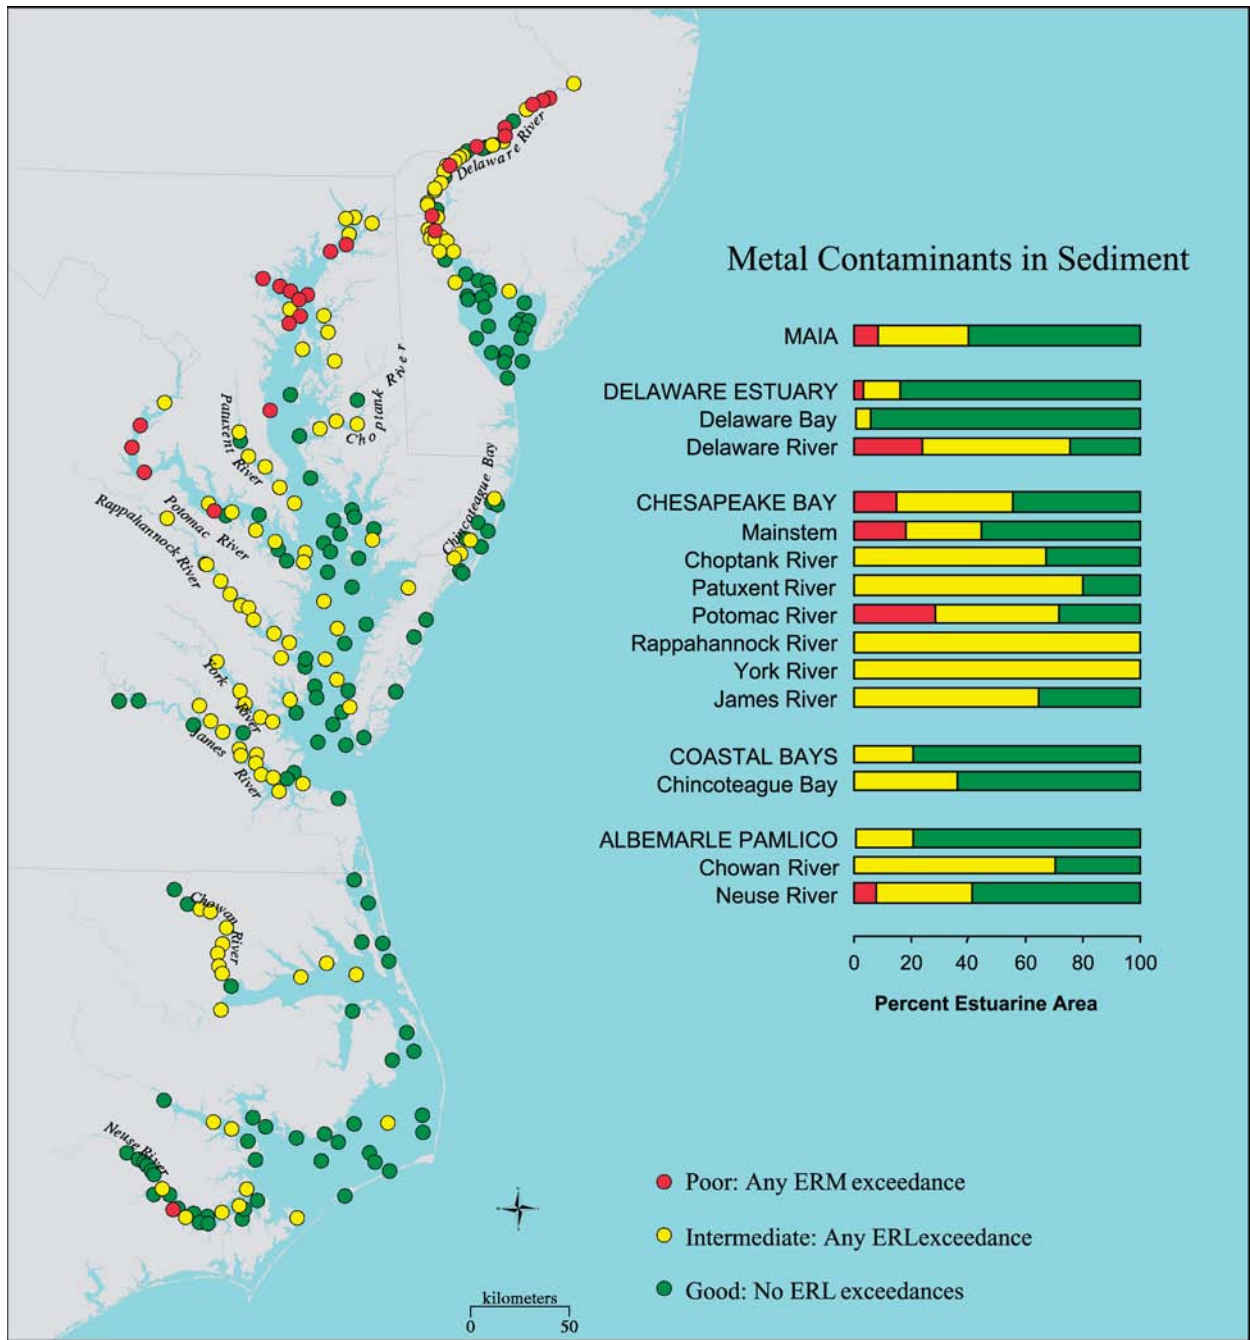 Delaware River
Metal Contaminants in Sediment
MAIA
DELAWARE ESTUARY
Delaware Bay
Delaware River
CHESAPEAKE BAY
Mainstem
Choptank River
Patuxent River
Potomac River
Rappahannock River
York River
James River
COASTAL BAYS
Chincoteague Bay
ALBEMARLE PAMLICO
Chowan River
Neuse River
0 20 40 60 80 100
Percent Estuarine Area
Choptank River
Patuxent River
Chincoteague Bay
Potomac River
Rappahannock River
York River
James River
Chowan River
Neuse River
Poor: Any ERM exceedance
Intermediate: Any ERLexceedance
Good: No ERL exceedances
kilometers
0 50